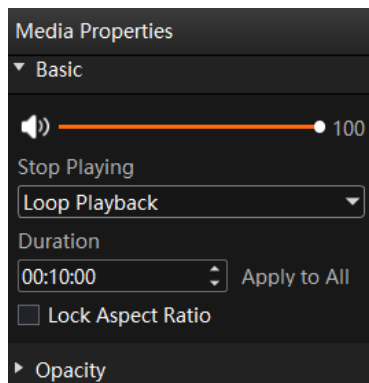 Media Properties
Basic
100
Stop Playing
Loop Playback
Duration
00:10:00 Apply to All
Lock Aspect Ratio
Opacity